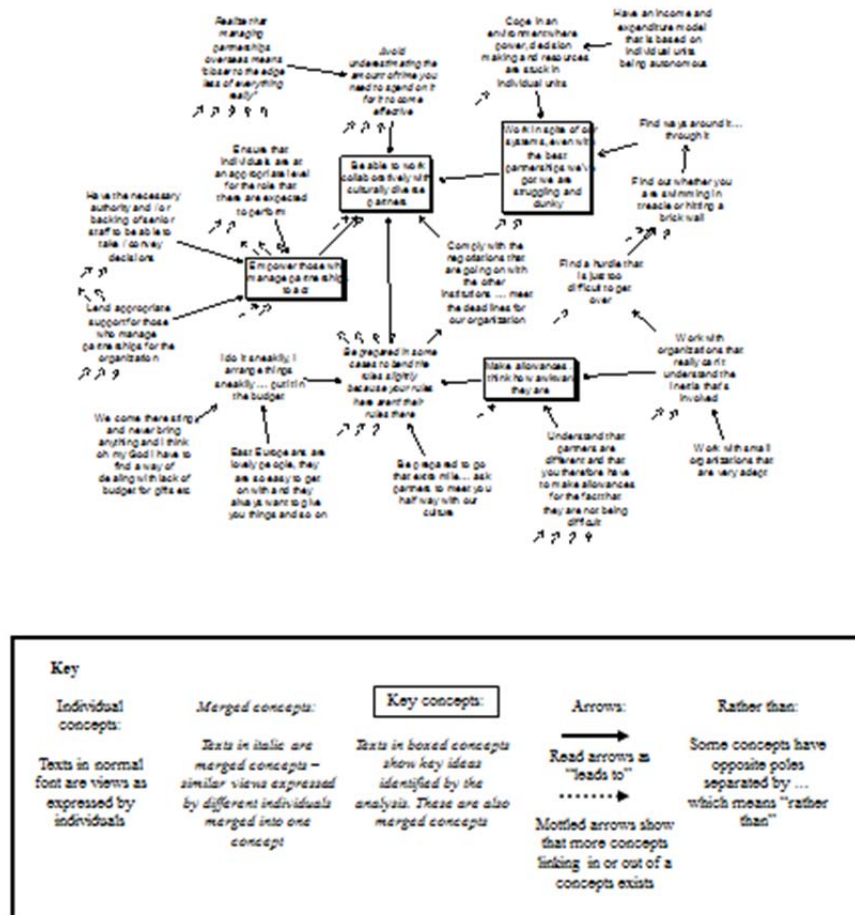 Realize that
managing
partnerships
overseas means
"closer to the edge
less of everything
really"
Avoid
underestimating the
amount of time you
need to spend on it
for it to come
effective
Cope in an
environment where
power, decision
making and resources
are stuck in
individual units
Have an income and
expenditure model
that is based on
individual units
being autonomous
Ensure that
individuals are at
an appropriate level
for the role that
there are expected
to perform
Be able to work
collaboratively with
culturally diverse
partners
Work in spite of our
systems, even with
the best
partnerships we've
got we are
struggling and
clunky
Find ways around it...
through it
Find out whether you
are swimming in
treacle or hitting a
brick wall
Have the necessary
authority and / or
backing of senior
staff to be able to
take / convey
decisions
Empower those who
manage partnerships
to act
Comply with the
negotiations that
are going on with
the other
institutions ... meet
the deadlines for
our organization
Find a hurdle that
is just too
difficult to get
over
Lend appropriate
support for those
who manage
partnerships for the
organization
I do it sneakily, I
arrange things
sneakily ... put it in
the budget
Be prepared in some
cases to bend the
rules slightly
because your rules
here aren't their
rules there
Make allowances ...
think how awkward
they are
Work with
organizations that
really can't
understand the
inertia that's
involved
We come there
and never bring
anything and I think
oh my God I have to
find a way of
dealing with lack of
budget for gifts etc
East Europeans are
lovely people, they
are so easy to get
on with and they
always want to give
you things and so on
Be prepared to go
that extra mile... ask
partners to meet you
half way with our
culture
Understand that
partners are
different and that
you therefore have
to make allowances
for the fact that
they are not being
difficult
Work with small
organizations that
are very adept
Key
Individual
concepts:
Texts in normal
font are views as
expressed by
individuals
Merged concepts:
Texts in italic are
merged concepts –
similar views expressed
by different individuals
merged into one
concept
Key concepts:
Texts in boxed concepts
show key ideas
identified by the
analysis. These are also
merged concepts
Arrows:
Read arrows as
"leads to"
Mottled arrows show
that more concepts
linking in or out of a
concepts exists
Rather than:
Some concepts have
opposite poles
separated by ...
which means "rather
than"